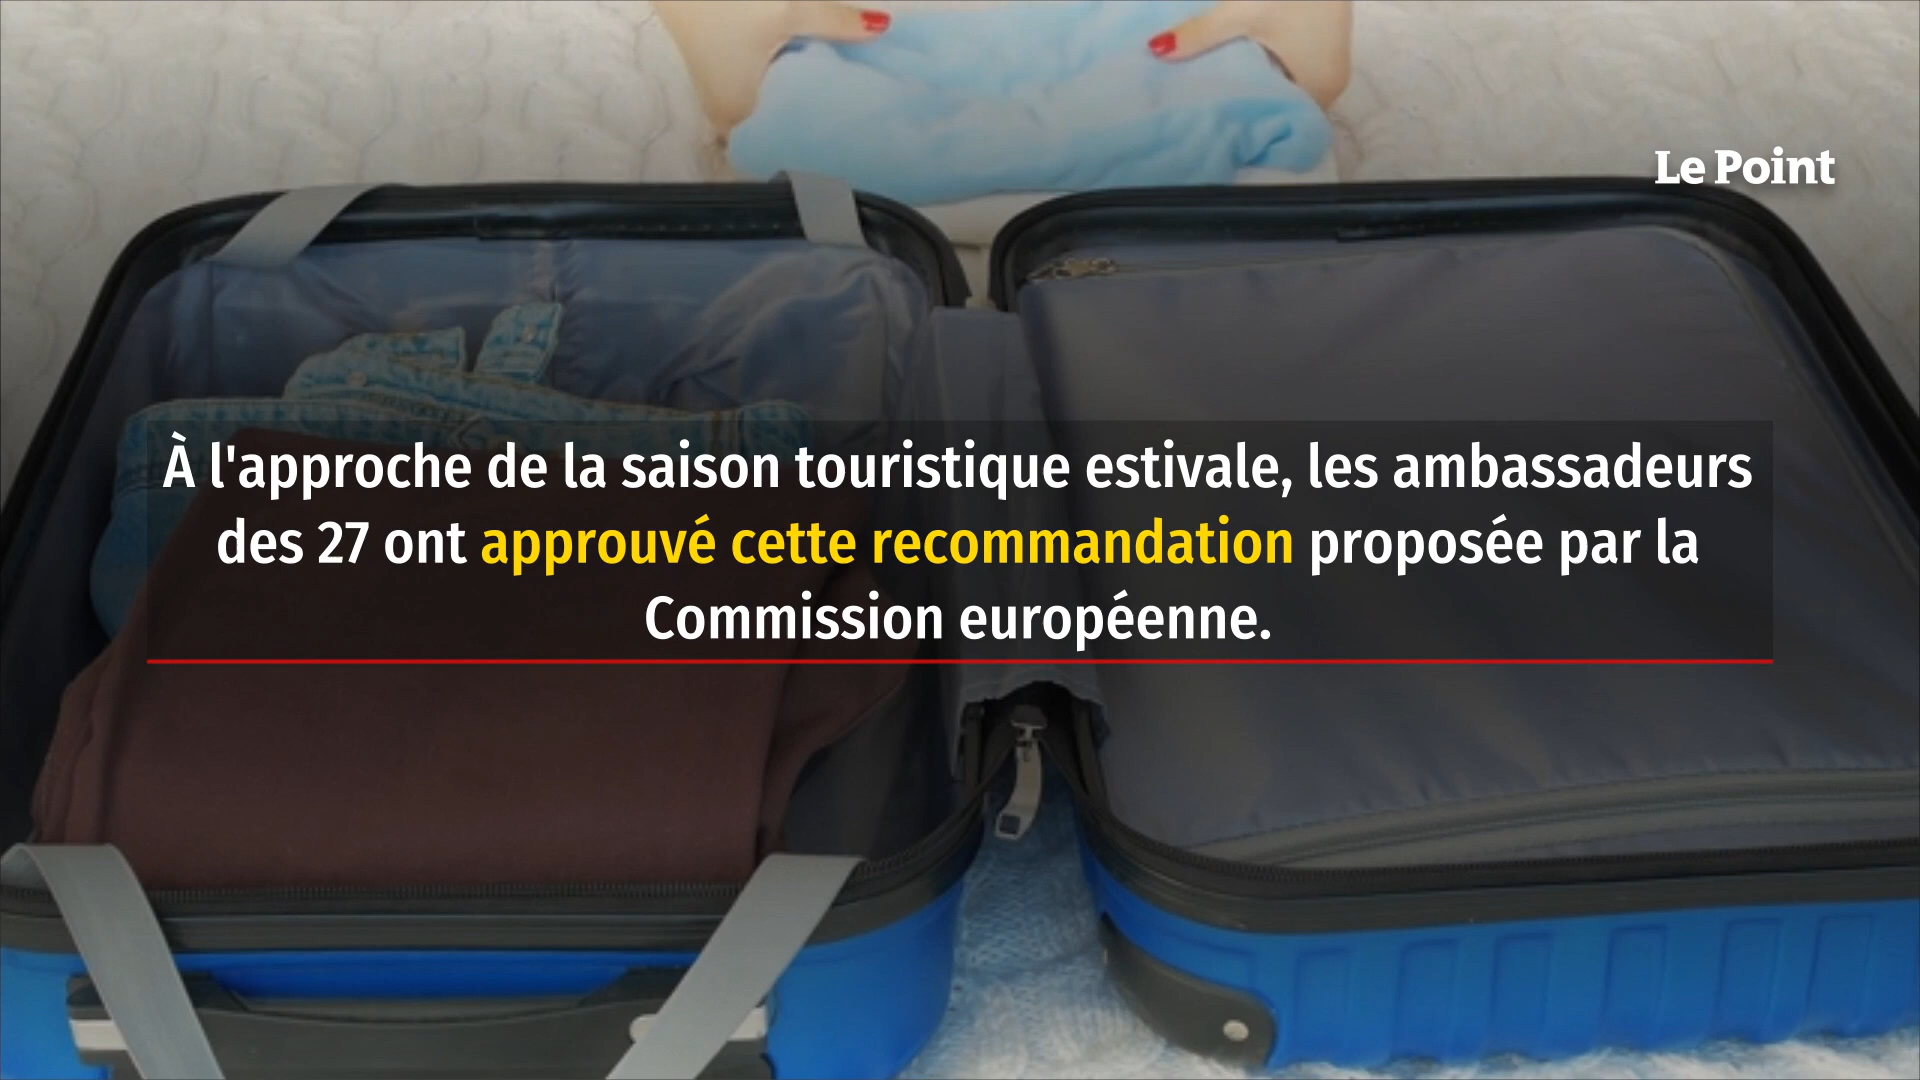 Le Point
À l'approche de la saison touristique estivale, les ambassadeurs
des 27 ont approuvé cette recommandation proposée par la
Commission européenne.